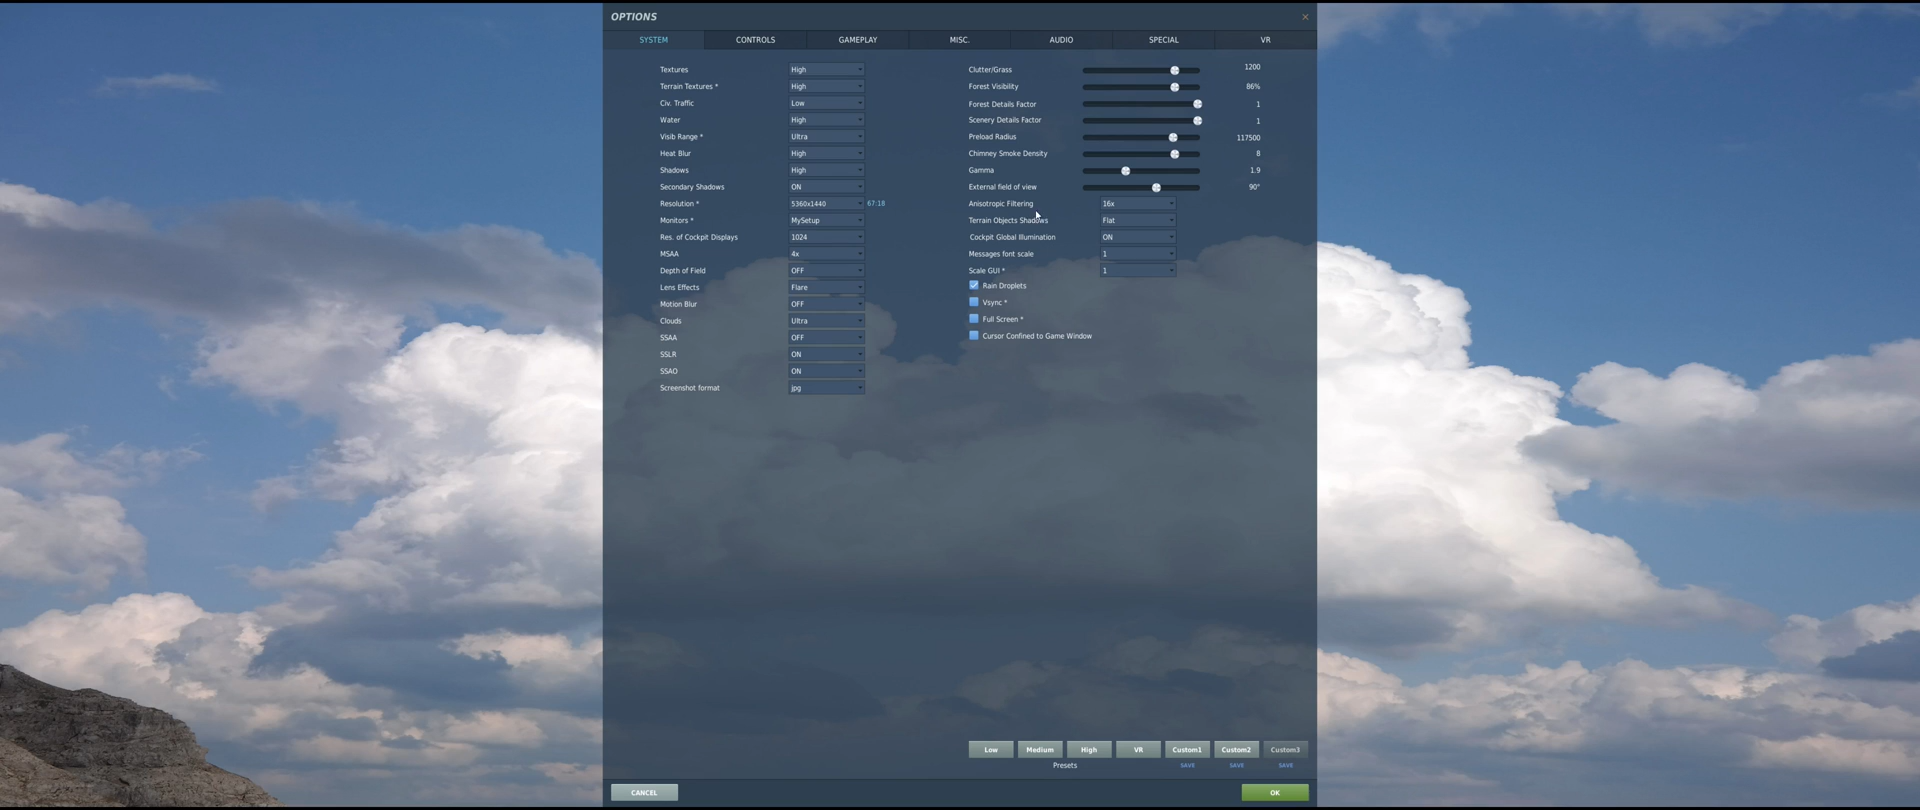 OPTIONS
SYSTEM CONTROLS GAMEPLAY MISC. AUDIO SPECIAL VR
Textures High
Terrain Textures * High
Civ. Traffic Low
Water High
Visib Range * Ultra
Heat Blur High
Shadows High
Secondary Shadows ON
Resolution * 5360x1440 67:18
Monitors * MySetup
Res. of Cockpit Displays 1024
MSAA 4x
Depth of Field OFF
Lens Effects Flare
Motion Blur OFF
Clouds Ultra
SSAA OFF
SSLR ON
SSAO ON
Screenshot format jpg
Clutter/Grass 1200
Forest Visibility 86%
Forest Details Factor 1
Scenery Details Factor 1
Preload Radius 117500
Chimney Smoke Density 8
Gamma 1.9
External field of view 90°
Anisotropic Filtering 16x
Terrain Objects Shadows Flat
Cockpit Global Illumination ON
Messages font scale 1
Scale GUI * 1
Rain Droplets
Vsync *
Full Screen *
Cursor Confined to Game Window
Low Medium High VR Custom1 Custom2 Custom3
Presets SAVE SAVE SAVE
CANCEL OK